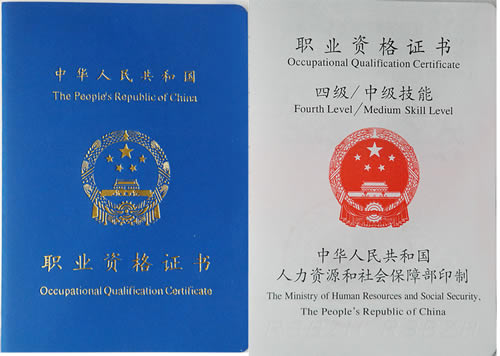 中华人民共和国
The People's Republic of China
职业资格证书
Occupational Qualification Certificate
职业资格证书
Occupational Qualification Certificate
四级/中级技能
Fourth Level/Medium Skill Level
中华人民共和国
人力资源和社会保障部印制
The Ministry of Human Resources and Social Security,
The People's Republic of China